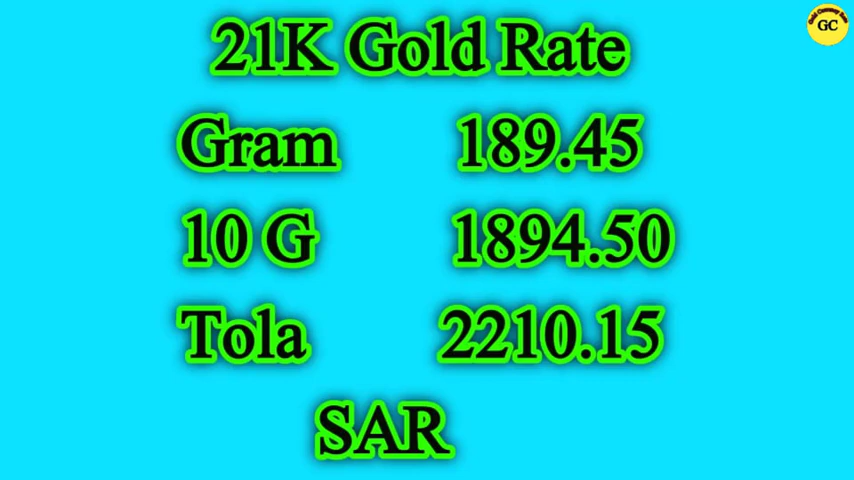 21K Gold Rate
Gram 189.45
10 G 1894.50
Tola 2210.15
SAR
GC